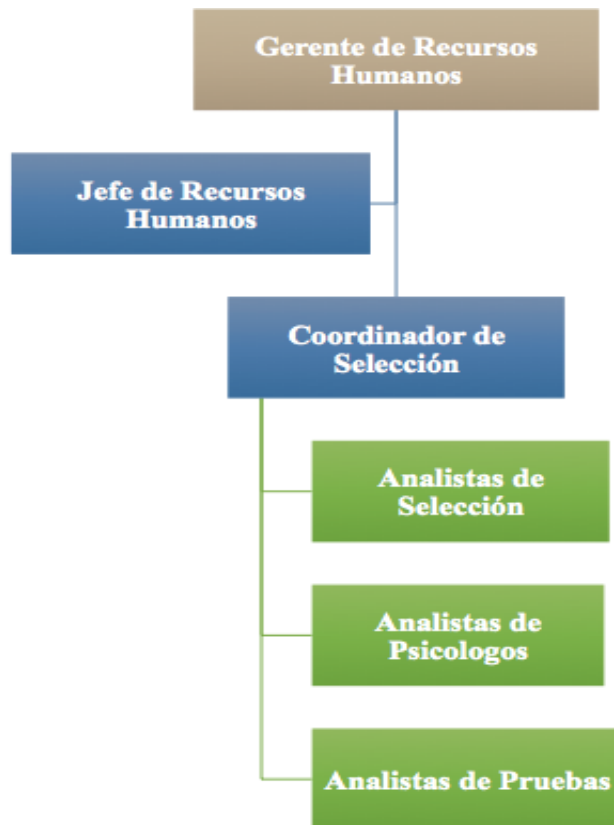 Gerente de Recursos
Humanos
Jefe de Recursos
Humanos
Coordinador de
Selección
Analistas de
Selección
Analistas de
Psicologos
Analistas de Pruebas